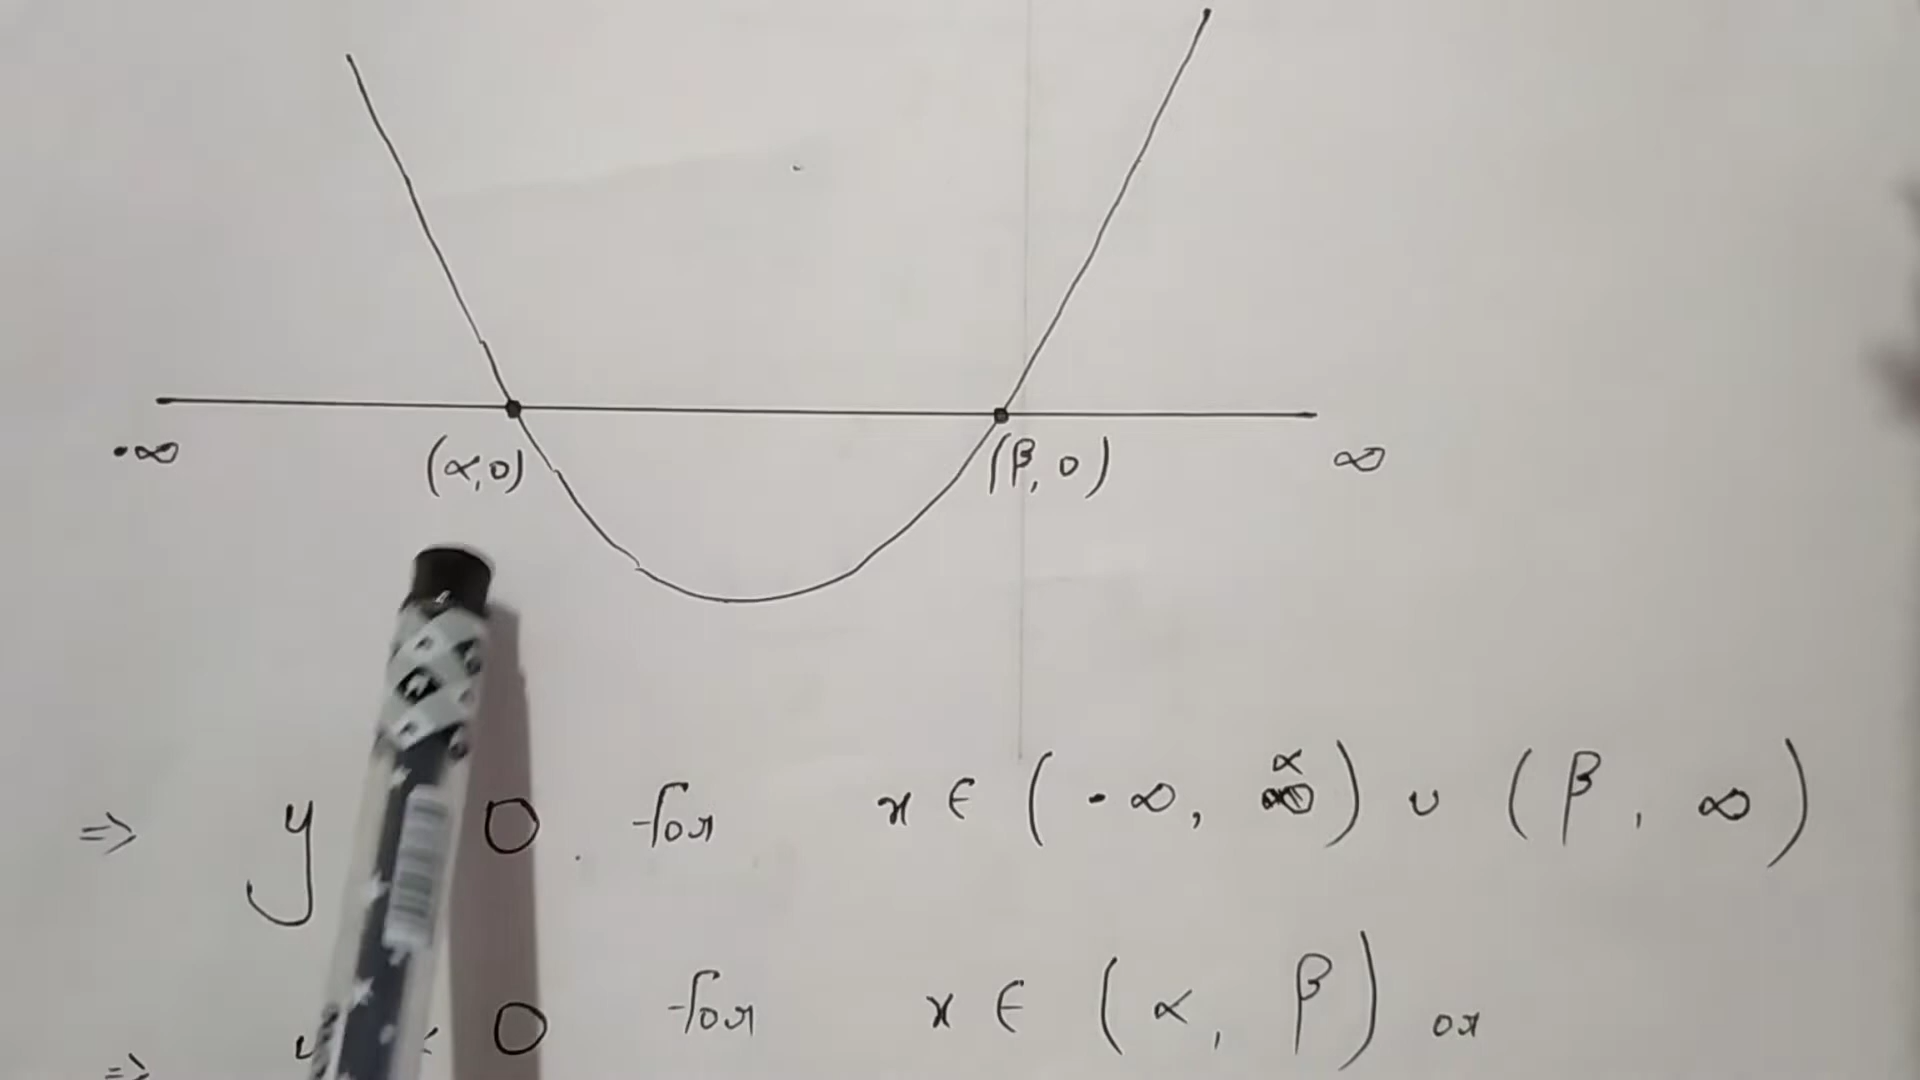 -∞ (α,0) (β,0) ∞
⇒ y 0 for x ∈ (-∞, α) ∪ (β, ∞)
⇒ < 0 for x ∈ (α, β) or